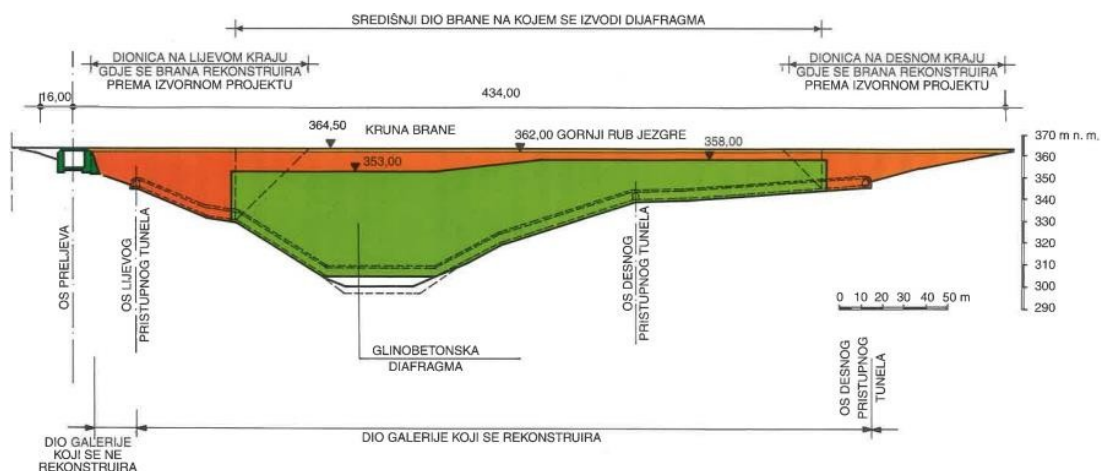 SREDIŠNJI DIO BRANE NA KOJEM SE IZVODI DIJAFRAGMA
DIONICA NA LIJEVOM KRAJU
GDJE SE BRANA REKONSTRUIRA
PREMA IZVORNOM PROJEKTU
DIONICA NA DESNOM KRAJU
GDJE SE BRANA REKONSTRUIRA
PREMA IZVORNOM PROJEKTU
16,00
434,00
364,50
KRUNA BRANE
362,00 GORNJI RUB JEZGRE
353,00
358,00
370 m n. m.
360
350
340
330
320
310
300
290
OS PRELJEVA
OS LIJEVOG
PRISTUPNOG TUNELA
OS DESNOG
PRISTUPNOG TUNELA
0 10 20 30 40 50 m
GLINOBETONSKA
DIAFRAGMA
OS DESNOG
PRISTUPNOG
TUNELA
DIO GALERIJE
KOJI SE NE
REKONSTRUIRA
DIO GALERIJE KOJI SE REKONSTRUIRA